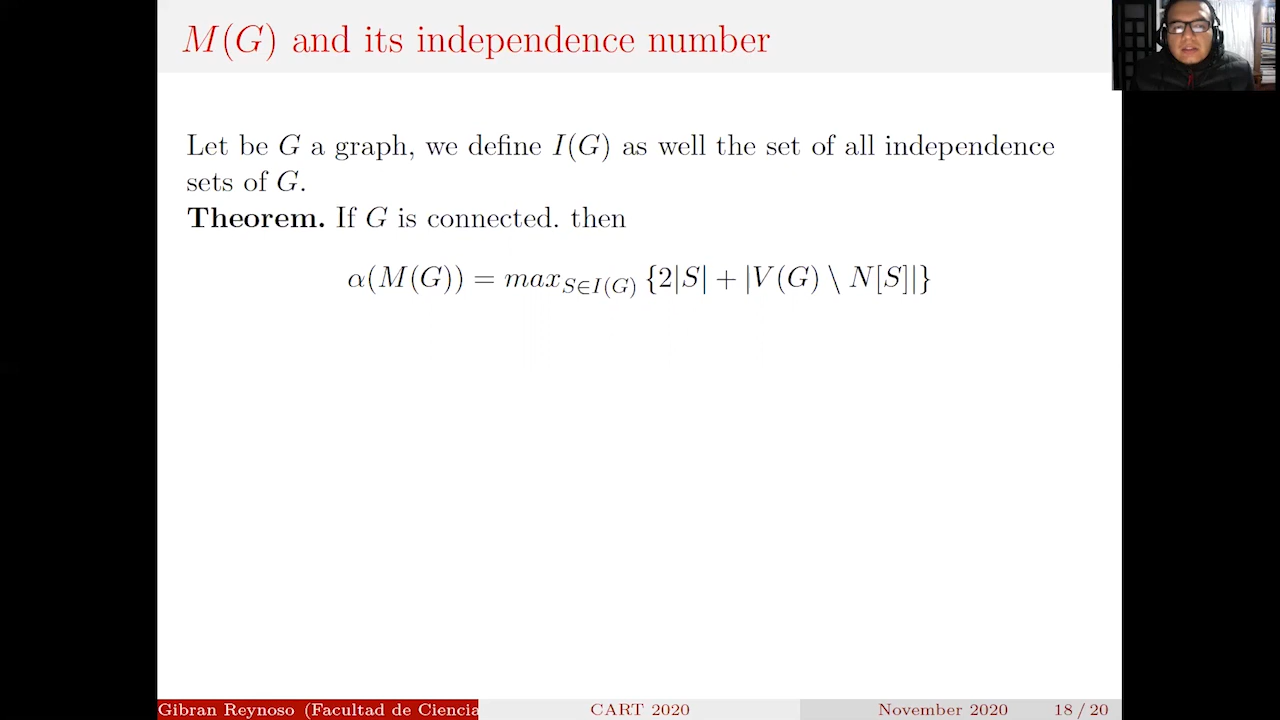 M(G) and its independence number
Let be G a graph, we define I(G) as well the set of all independence
sets of G.
Theorem. If G is connected. then
α(M(G)) = max_{S∈I(G)} {2|S| + |V(G) \ N[S]|}
Gibran Reynoso (Facultad de Ciencia
CART 2020
November 2020
18 / 20